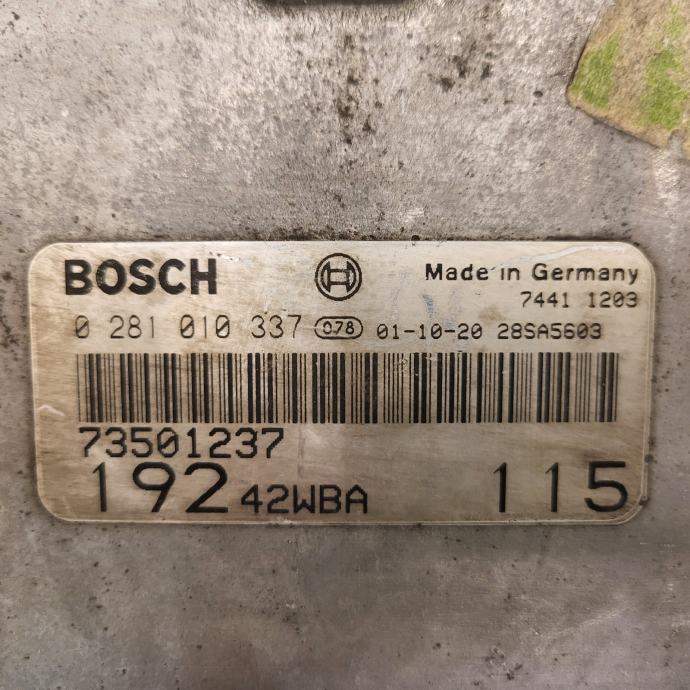 BOSCH
Made in Germany
7441 1203
0 281 010 337 078 01-10-20 28SA5603
73501237
192 42WBA 115